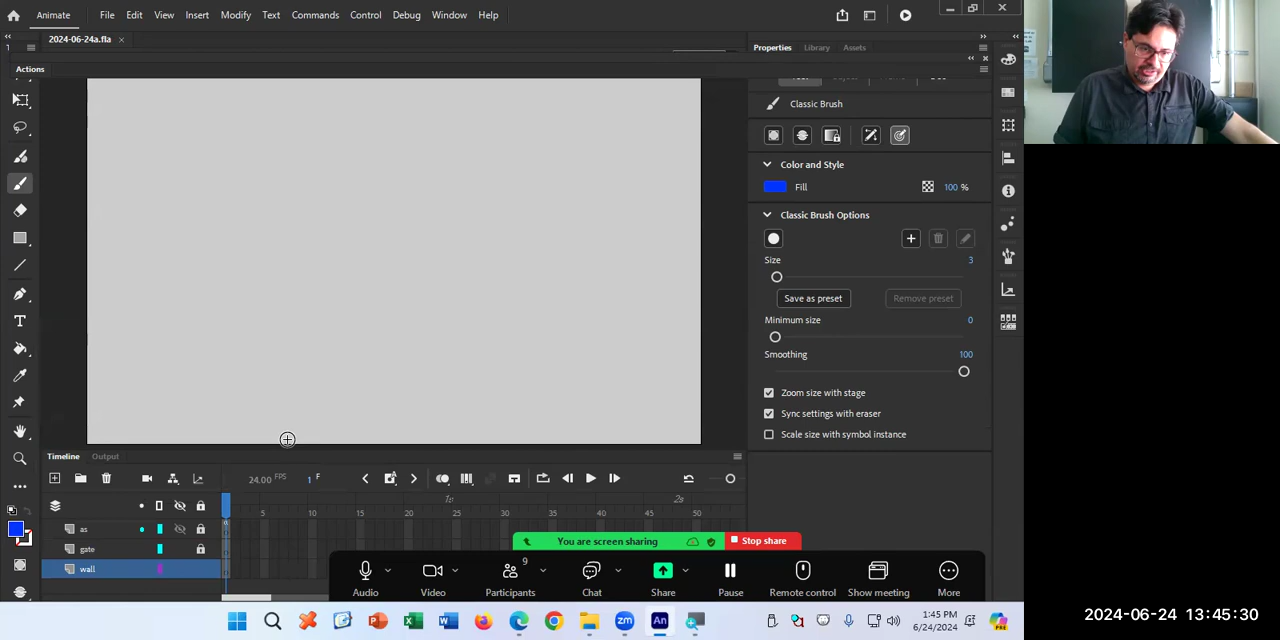 Animate File Edit View Insert Modify Text Commands Control Debug Window Help
2024-06-24a.fla ×
Properties Library Assets
Actions
Classic Brush
Color and Style
Fill 100 %
Classic Brush Options
Size 3
Save as preset Remove preset
Minimum size 0
Smoothing 100
Zoom size with stage
Sync settings with eraser
Scale size with symbol instance
Timeline Output
24.00 FPS 1 F
1s 2s
5 10 15 20 25 30 35 40 45 50
as
gate
wall
You are screen sharing Stop share
9
Audio Video Participants Chat Share Pause Remote control Show meeting More
1:45 PM
6/24/2024
PRE
2024-06-24 13:45:30